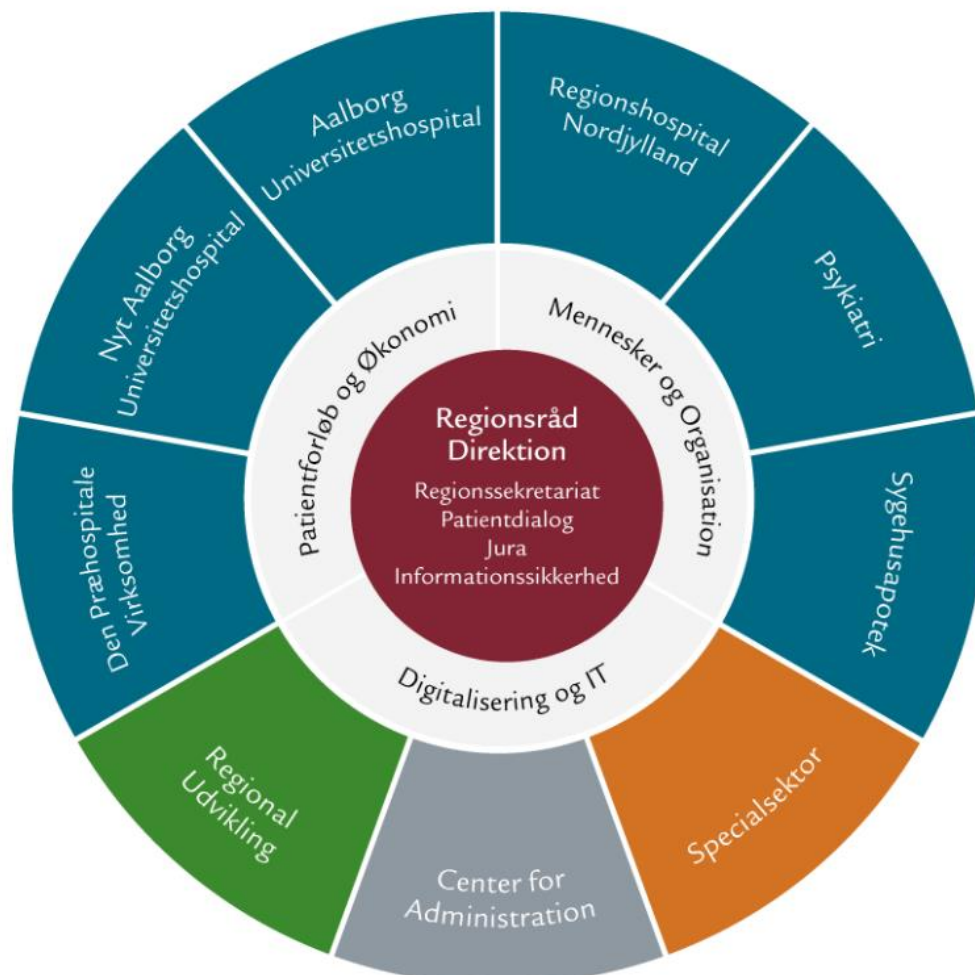 Aalborg
Universitetshospital
Regionshospital
Nordjylland
Psykiatri
Sygehusapotek
Specialsektor
Center for
Administration
Regional
Udvikling
Den Præhospitale
Virksomhed
Nyt Aalborg
Universitetshospital
Patientforløb og Økonomi
Mennesker og Organisation
Digitalisering og IT
Regionsråd
Direktion
Regionssekretariat
Patientdialog
Jura
Informationssikkerhed